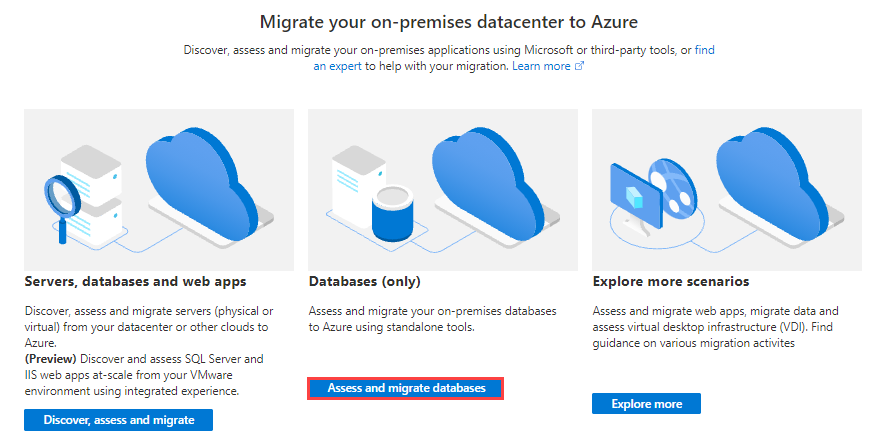 Migrate your on-premises datacenter to Azure
Discover, assess and migrate your on-premises applications using Microsoft or third-party tools, or find
an expert to help with your migration. Learn more
Servers, databases and web apps
Discover, assess and migrate servers (physical or
virtual) from your datacenter or other clouds to
Azure.
(Preview) Discover and assess SQL Server and
IIS web apps at-scale from your VMware
environment using integrated experience.
Discover, assess and migrate
Databases (only)
Assess and migrate your on-premises databases
to Azure using standalone tools.
Assess and migrate databases
Explore more scenarios
Assess and migrate web apps, migrate data and
assess virtual desktop infrastructure (VDI). Find
guidance on various migration activites
Explore more